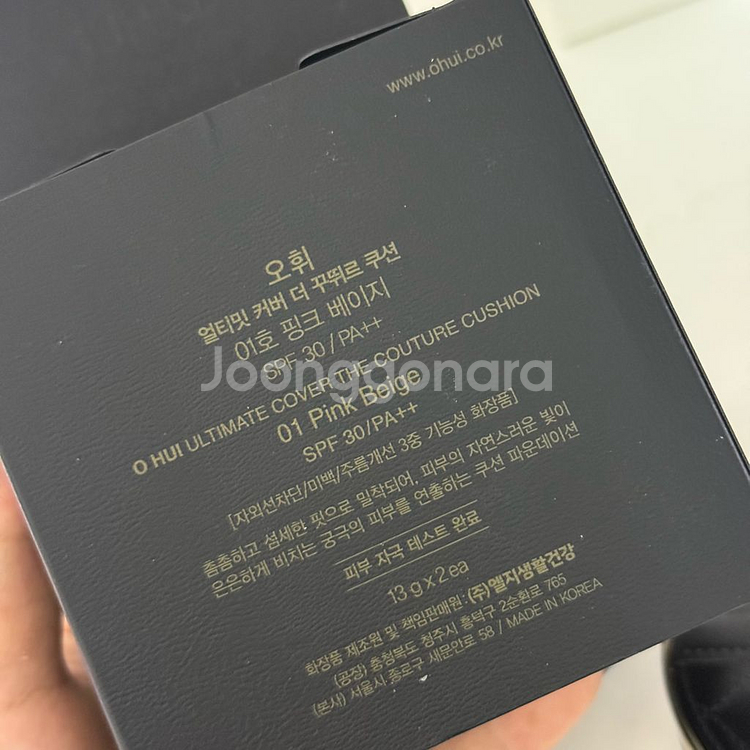 www.ohui.co.kr
오휘
얼티밋 커버 더 꾸뛰르 쿠션
01호 핑크 베이지
SPF 30 / PA++
O HUI ULTIMATE COVER THE COUTURE CUSHION
01 Pink Beige
SPF 30/PA++
Joonggonara
[자외선차단/미백/주름개선 3중 기능성 화장품]
촘촘하고 섬세한 핏으로 밀착되어, 피부의 자연스러운 빛이
은은하게 비치는 궁극의 피부를 연출하는 쿠션 파운데이션
피부 자극 테스트 완료
13 g x 2 ea
화장품 제조원 및 책임판매원 : (주)엘지생활건강
(공장) 충청북도 청주시 흥덕구 2순환로 765
(본사) 서울시 종로구 새문안로 58 / MADE IN KOREA